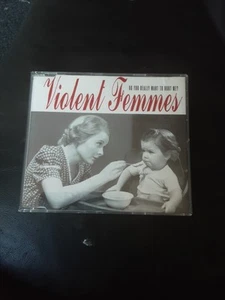 DO YOU REALLY WANT TO HURT ME?
Violent Femmes